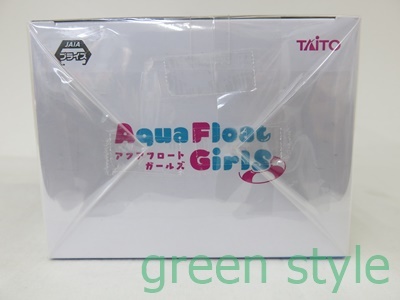 JAIA
プライズ
TAITO
Aqua Float
アクアフロート
ガールズ
Girls
green style